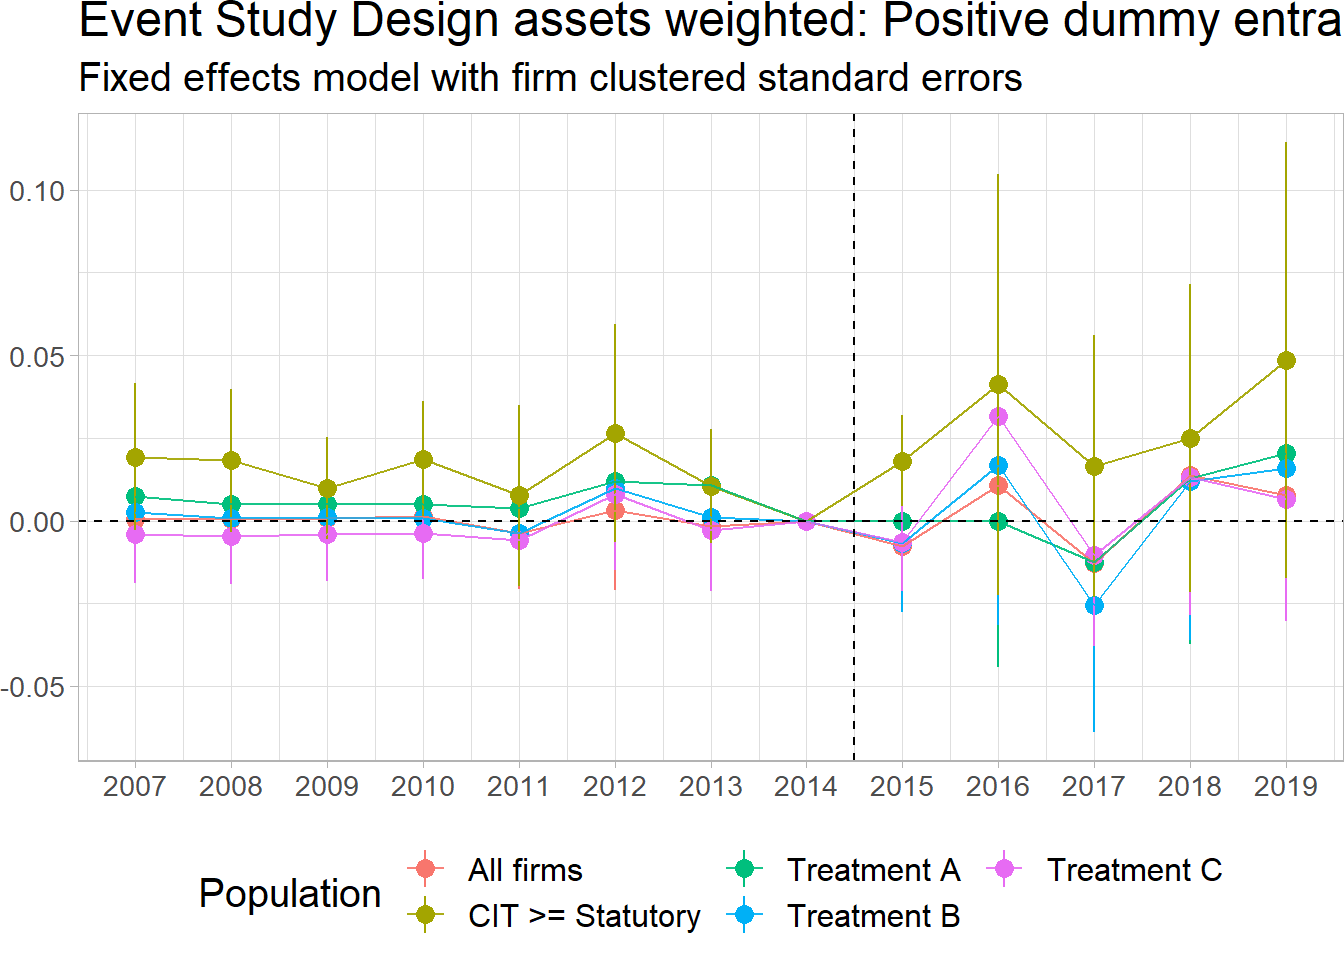 Event Study Design assets weighted: Positive dummy entra
Fixed effects model with firm clustered standard errors
0.10
0.05
0.00
-0.05
2007 2008 2009 2010 2011 2012 2013 2014 2015 2016 2017 2018 2019
Population
All firms
CIT >= Statutory
Treatment A
Treatment B
Treatment C